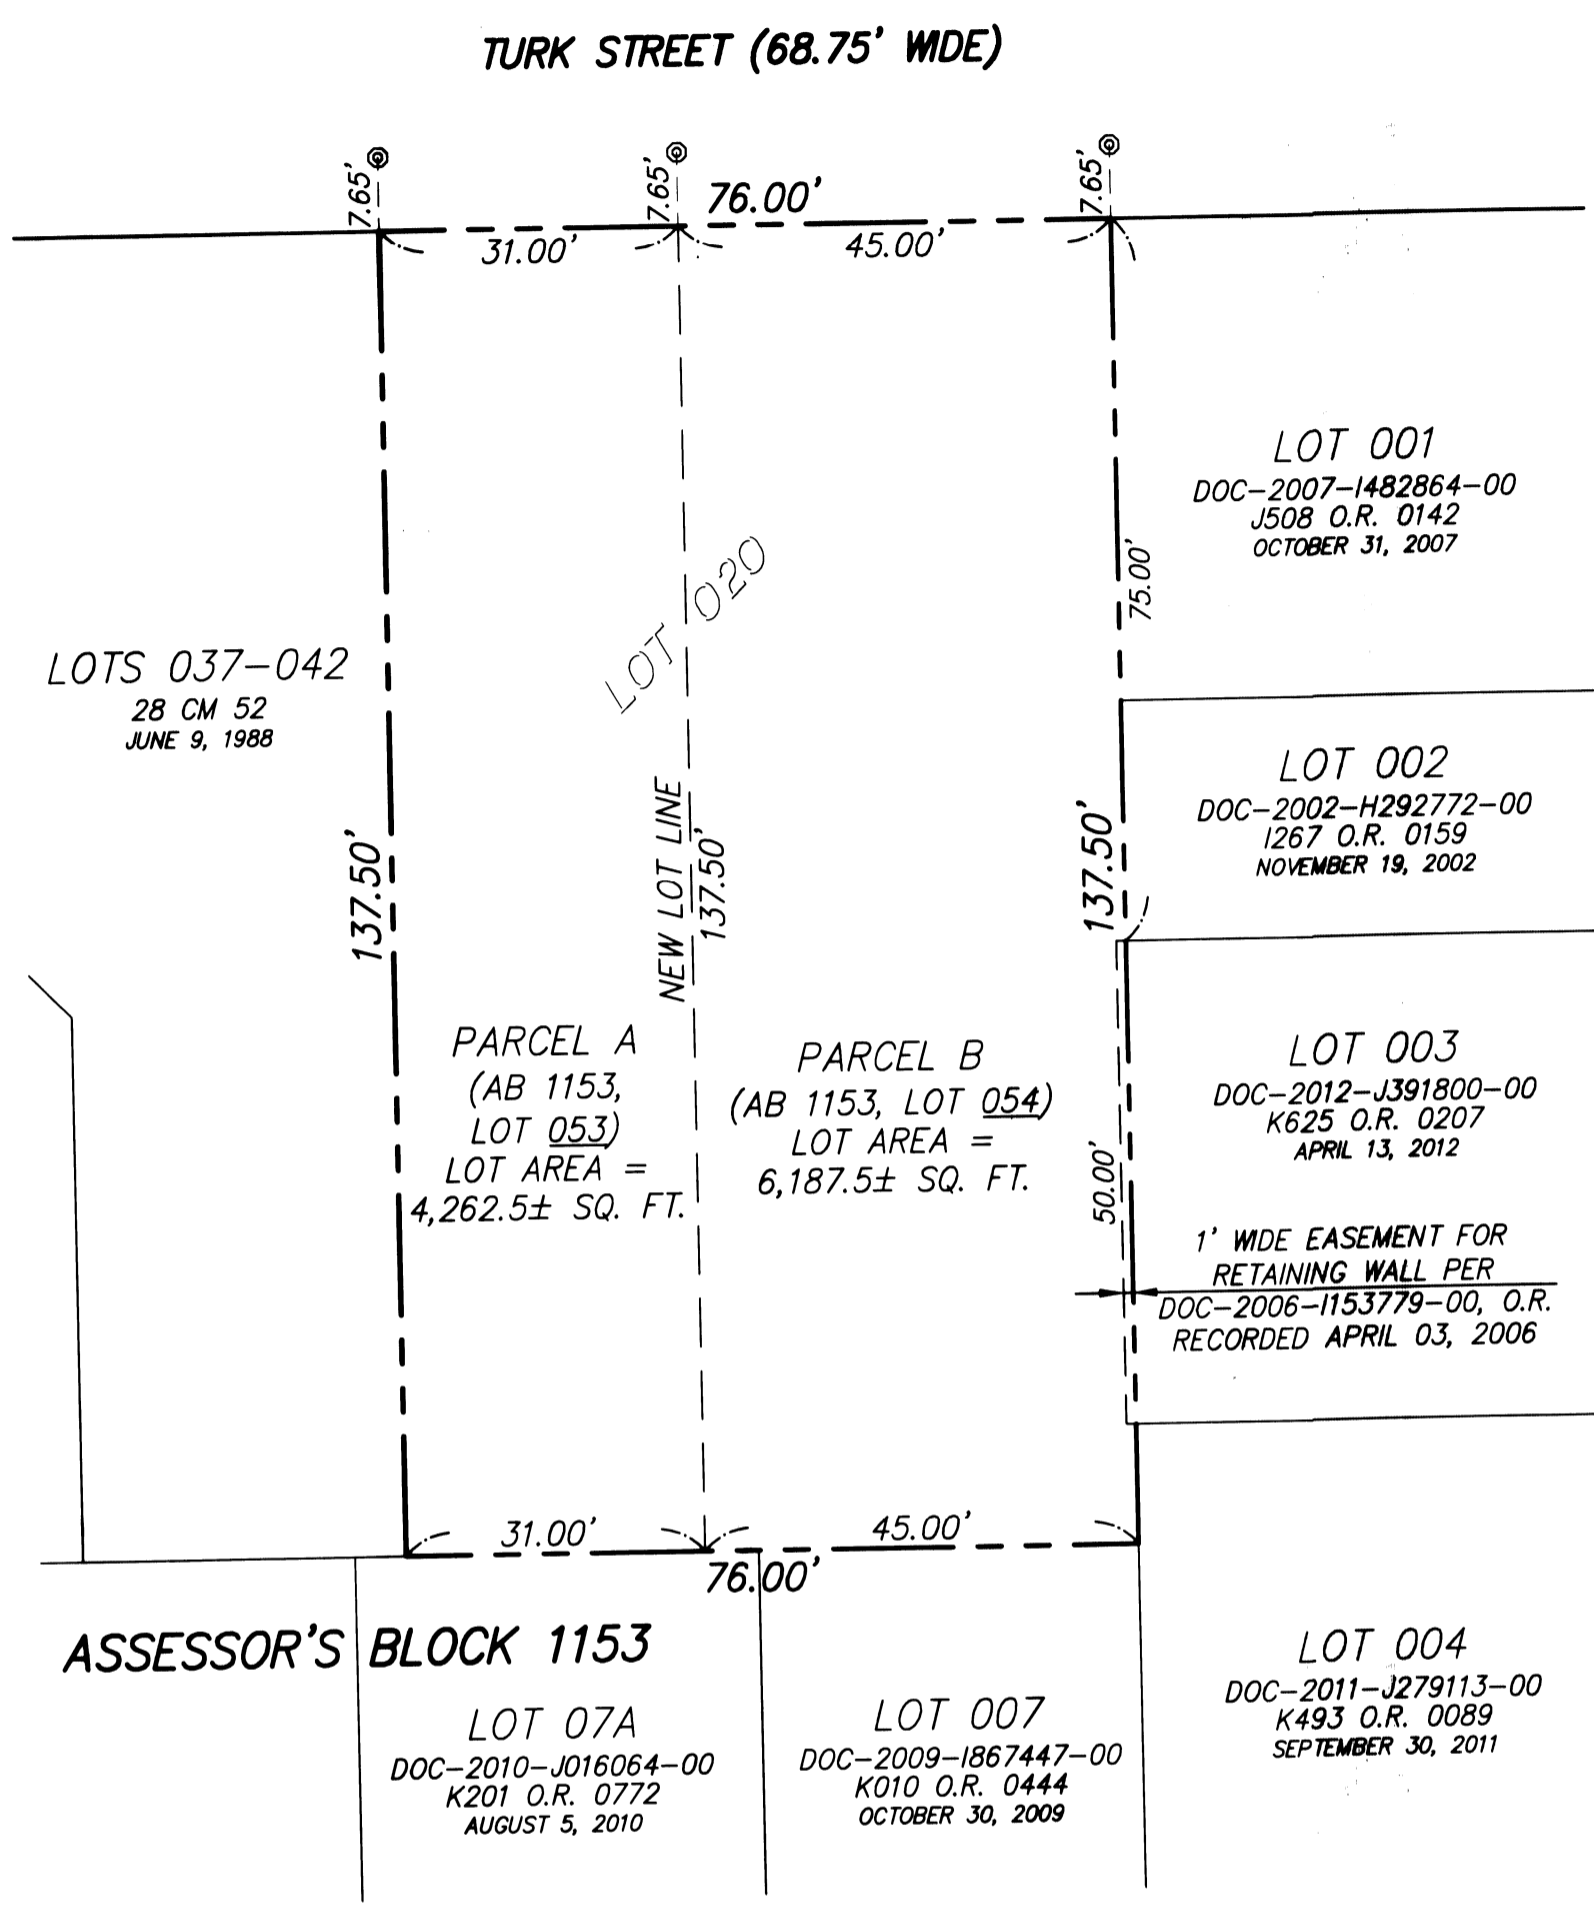 TURK STREET (68.75' WIDE)
7.65'
7.65'
7.65'
76.00'
31.00'
45.00'
LOT 001
DOC-2007-I482864-00
J508 O.R. 0142
OCTOBER 31, 2007
75.00'
LOT 020
LOTS 037-042
28 CM 52
JUNE 9, 1988
LOT 002
DOC-2002-H292772-00
I267 O.R. 0159
NOVEMBER 19, 2002
137.50'
NEW LOT LINE
137.50'
137.50'
PARCEL A
(AB 1153,
LOT 053)
LOT AREA =
4,262.5± SQ. FT.
PARCEL B
(AB 1153, LOT 054)
LOT AREA =
6,187.5± SQ. FT.
LOT 003
DOC-2012-J391800-00
K625 O.R. 0207
APRIL 13, 2012
50.00'
1' WIDE EASEMENT FOR
RETAINING WALL PER
DOC-2006-I153779-00, O.R.
RECORDED APRIL 03, 2006
31.00'
45.00'
76.00'
ASSESSOR'S BLOCK 1153
LOT 07A
DOC-2010-J016064-00
K201 O.R. 0772
AUGUST 5, 2010
LOT 007
DOC-2009-I867447-00
K010 O.R. 0444
OCTOBER 30, 2009
LOT 004
DOC-2011-J279113-00
K493 O.R. 0089
SEPTEMBER 30, 2011